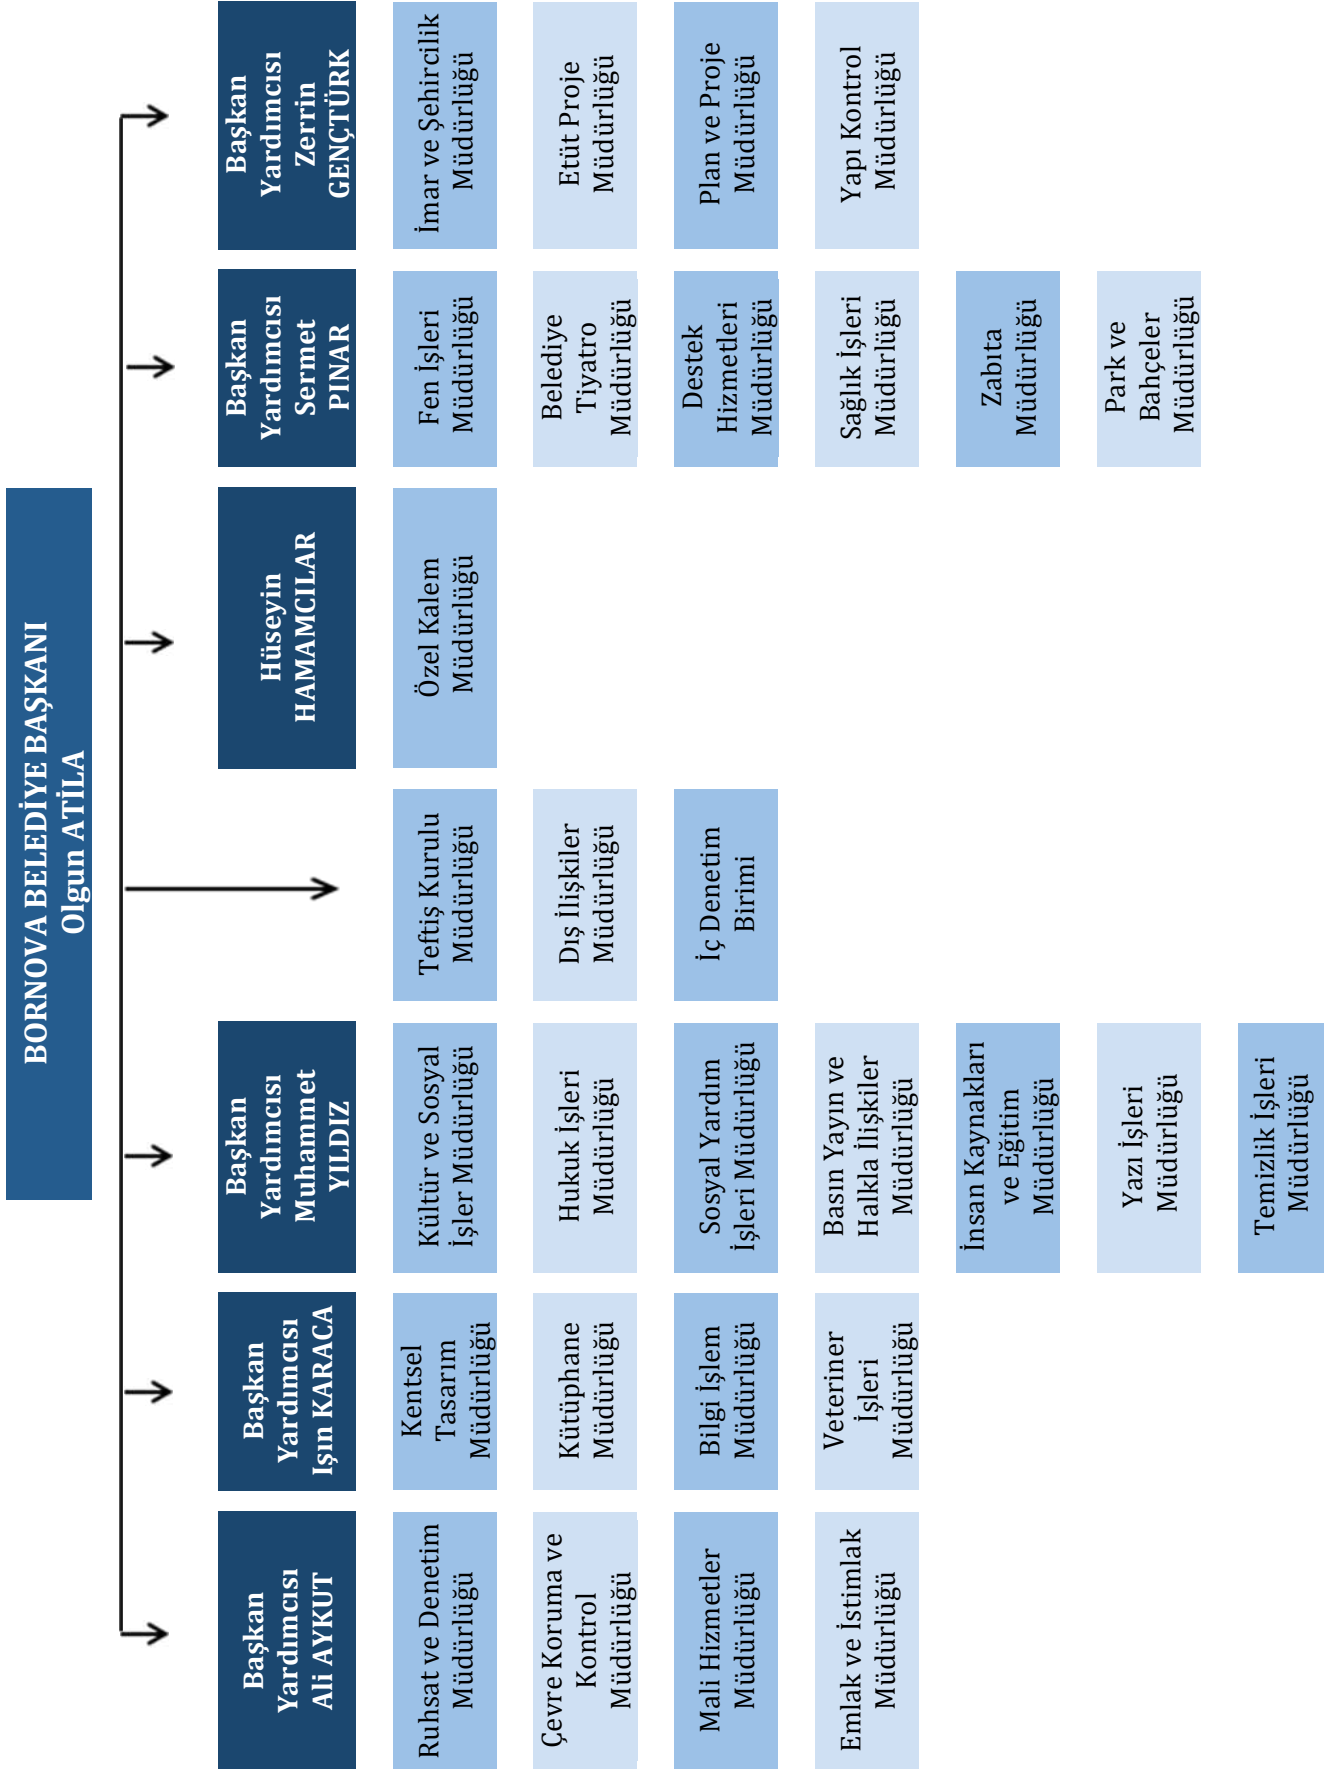 BORNOVA BELEDİYE BAŞKANI
Olgun ATİLA
Başkan
Yardımcısı
Ali AYKUT
Ruhsat ve Denetim
Müdürlüğü
Çevre Koruma ve
Kontrol
Müdürlüğü
Mali Hizmetler
Müdürlüğü
Emlak ve İstimlak
Müdürlüğü
Başkan
Yardımcısı
Işın KARACA
Kentsel
Tasarım
Müdürlüğü
Kütüphane
Müdürlüğü
Bilgi İşlem
Müdürlüğü
Veteriner
İşleri
Müdürlüğü
Başkan
Yardımcısı
Muhammet
YILDIZ
Kültür ve Sosyal
İşler Müdürlüğü
Hukuk İşleri
Müdürlüğü
Sosyal Yardım
İşleri Müdürlüğü
Basın Yayın ve
Halkla İlişkiler
Müdürlüğü
İnsan Kaynakları
ve Eğitim
Müdürlüğü
Yazı İşleri
Müdürlüğü
Temizlik İşleri
Müdürlüğü
Teftiş Kurulu
Müdürlüğü
Dış İlişkiler
Müdürlüğü
İç Denetim
Birimi
Hüseyin
HAMAMCILAR
Özel Kalem
Müdürlüğü
Başkan
Yardımcısı
Sermet
PINAR
Fen İşleri
Müdürlüğü
Belediye
Tiyatro
Müdürlüğü
Destek
Hizmetleri
Müdürlüğü
Sağlık İşleri
Müdürlüğü
Zabıta
Müdürlüğü
Park ve
Bahçeler
Müdürlüğü
Başkan
Yardımcısı
Zerrin
GENÇTÜRK
İmar ve Şehircilik
Müdürlüğü
Etüt Proje
Müdürlüğü
Plan ve Proje
Müdürlüğü
Yapı Kontrol
Müdürlüğü